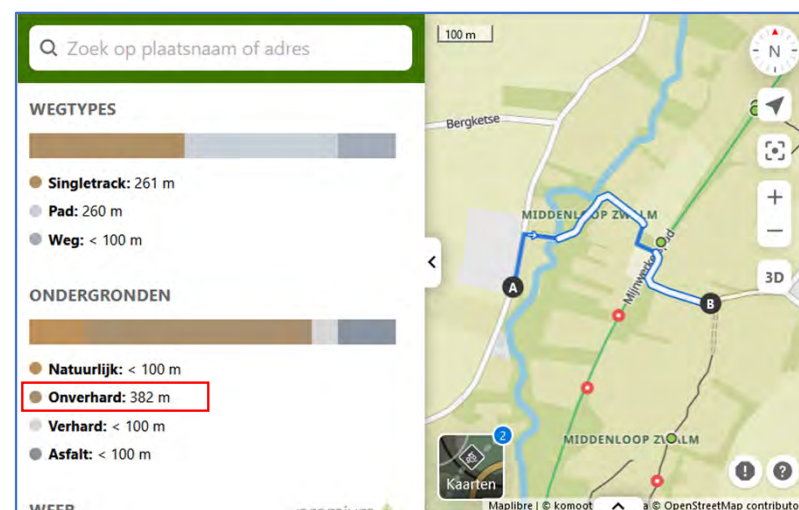 Zoek op plaatsnaam of adres
WEGTYPES
Singletrack: 261 m
Pad: 260 m
Weg: < 100 m
ONDERGRONDEN
Natuurlijk: < 100 m
Onverhard: 382 m
Verhard: < 100 m
Asfalt: < 100 m
100 m
N
Bergketse
MIDDENLOOP ZWALM
A
B
3D
MIDDENLOOP ZWALM
2
Kaarten
Maplibre | © komoot
© OpenStreetMap contributo